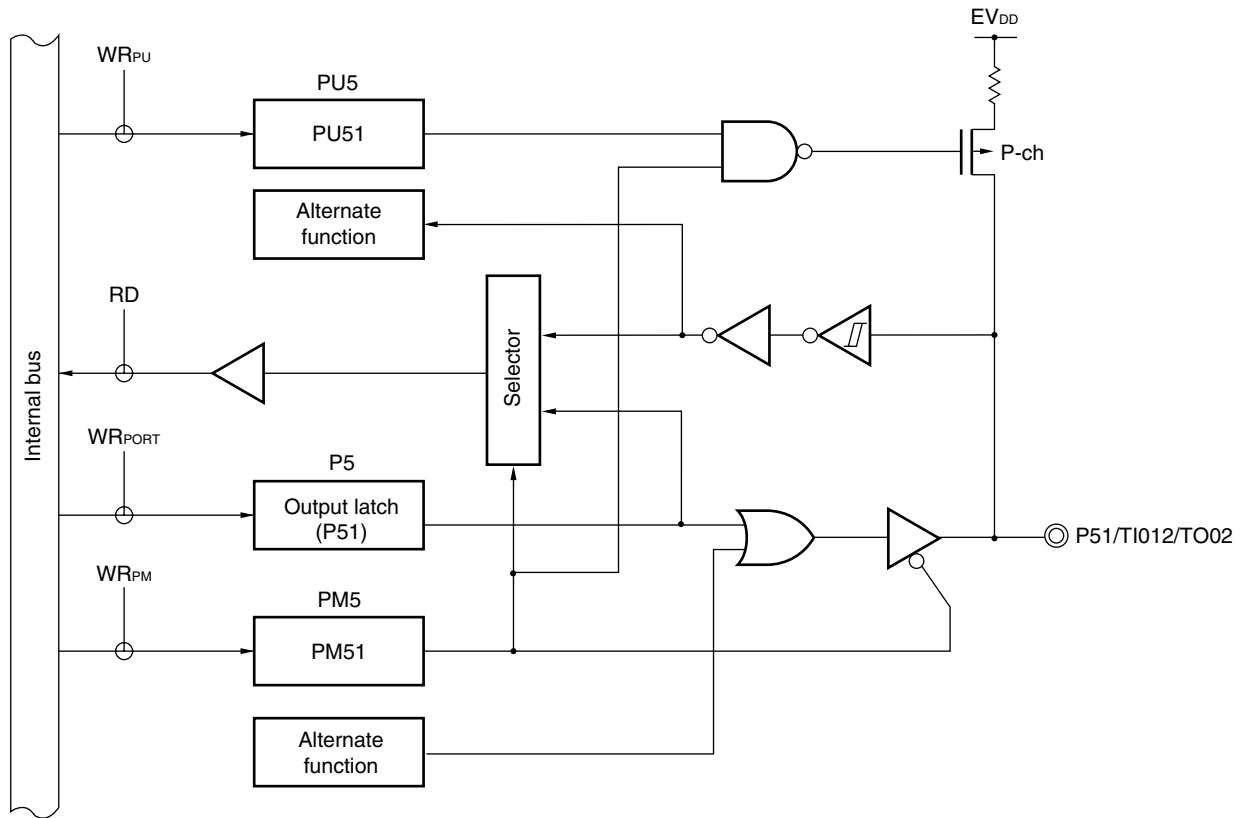 EVDD
WRPU
PU5
PU51
P-ch
Alternate
function
RD
Selector
Internal bus
WRPORT
P5
Output latch
(P51)
P51/TI012/TO02
WRPM
PM5
PM51
Alternate
function